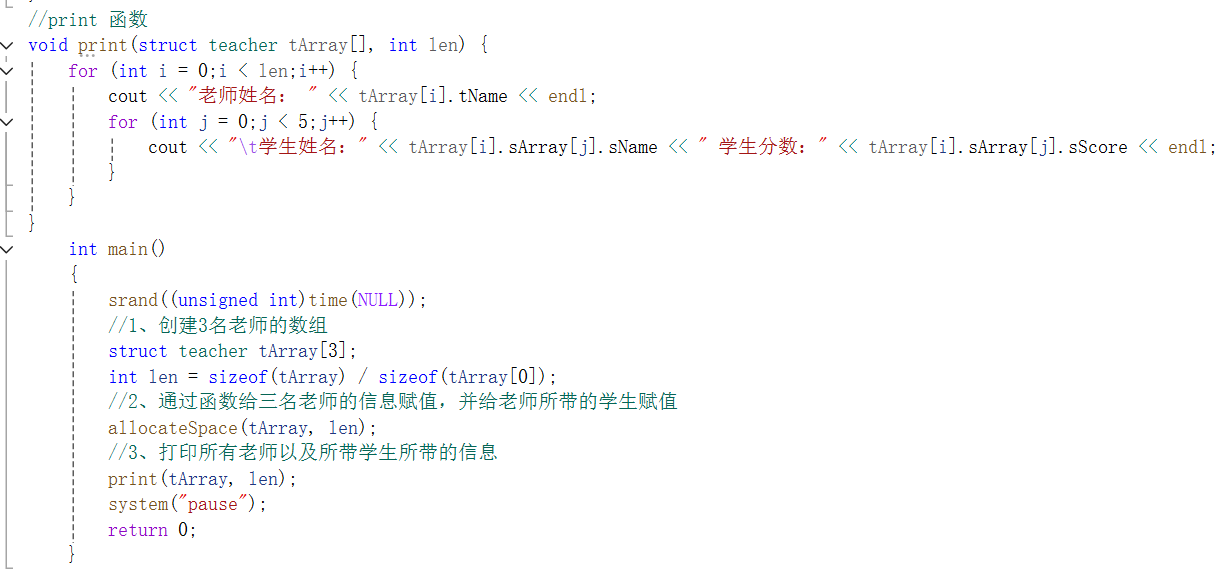 //print 函数
void print(struct teacher tArray[], int len) {
for (int i = 0;i < len;i++) {
cout << "老师姓名： " << tArray[i].tName << endl;
for (int j = 0;j < 5;j++) {
cout << "\t学生姓名：" << tArray[i].sArray[j].sName << " 学生分数：" << tArray[i].sArray[j].sScore << endl;
}
}
}
int main()
{
srand((unsigned int)time(NULL));
//1、创建3名老师的数组
struct teacher tArray[3];
int len = sizeof(tArray) / sizeof(tArray[0]);
//2、通过函数给三名老师的信息赋值，并给老师所带的学生赋值
allocateSpace(tArray, len);
//3、打印所有老师以及所带学生所带的信息
print(tArray, len);
system("pause");
return 0;
}